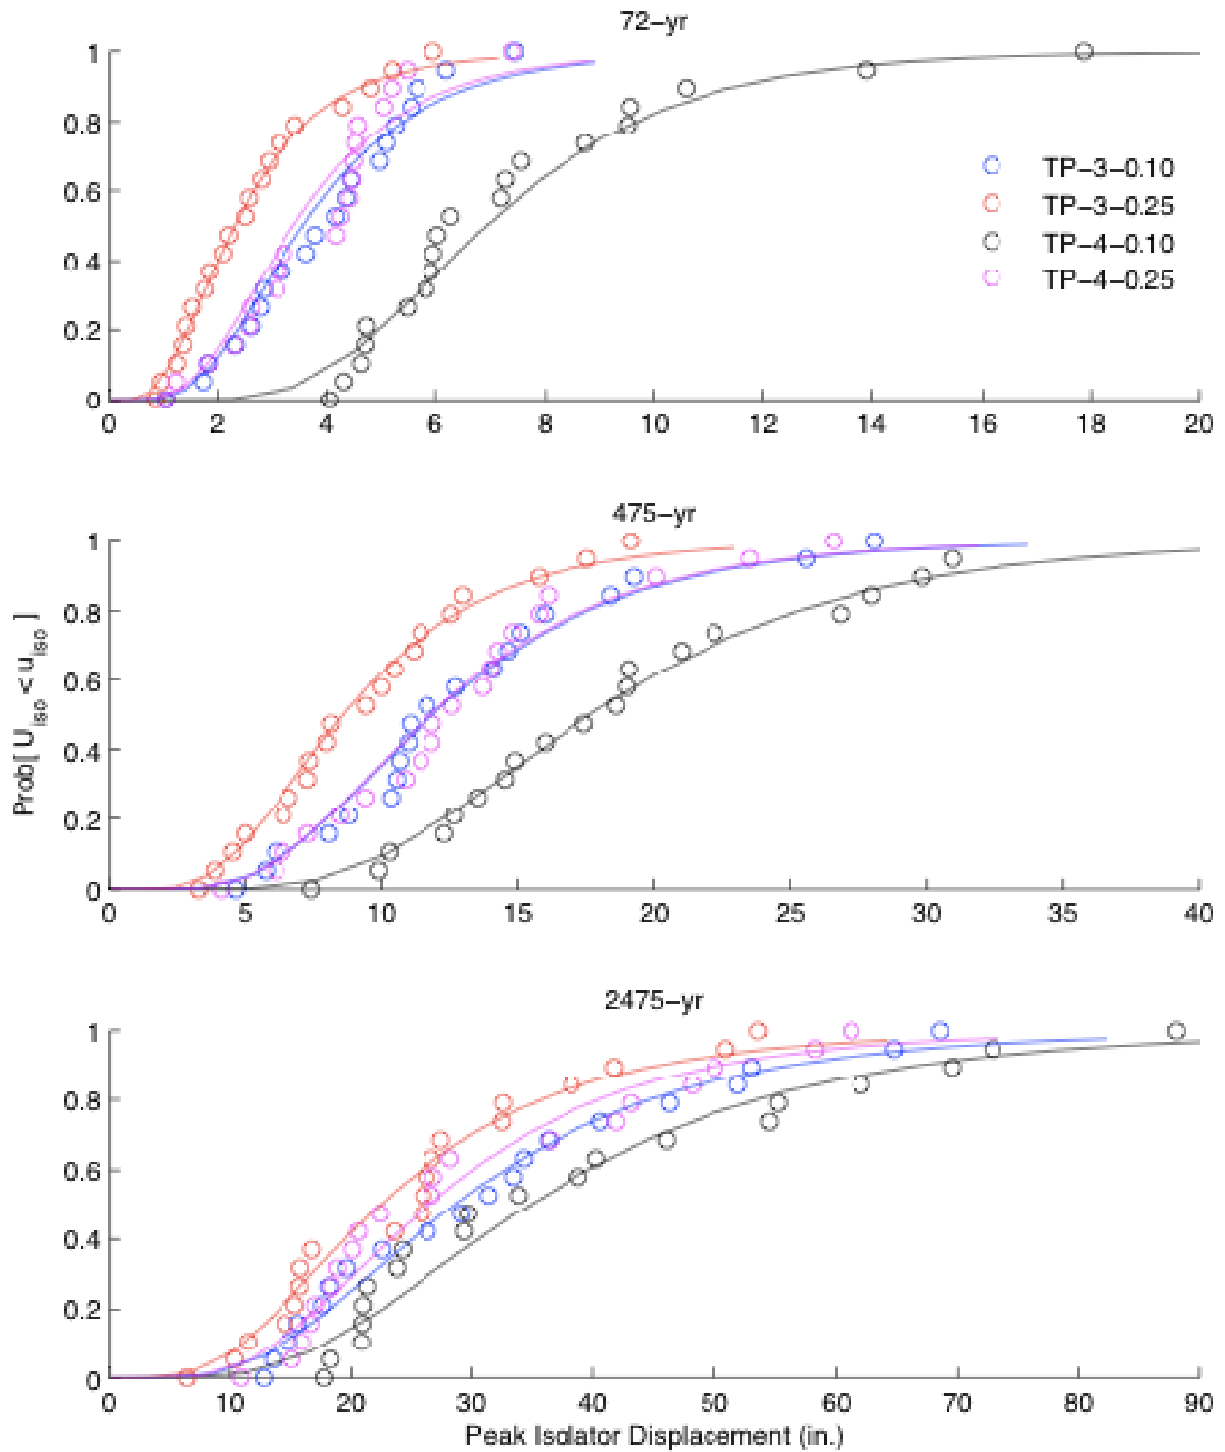 72-yr
1
0.8
0.6
0.4
0.2
0
0 2 4 6 8 10 12 14 16 18 20
TP-3-0.10
TP-3-0.25
TP-4-0.10
TP-4-0.25
475-yr
1
0.8
0.6
0.4
0.2
0
0 5 10 15 20 25 30 35 40
Prob[ U_iso < u_iso ]
2475-yr
1
0.8
0.6
0.4
0.2
0
0 10 20 30 40 50 60 70 80 90
Peak Isolator Displacement (in.)